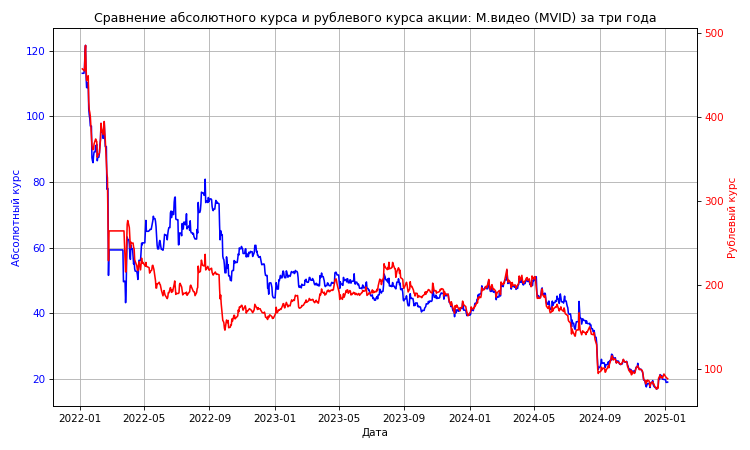 Сравнение абсолютного курса и рублевого курса акции: М.видео (MVID) за три года
Абсолютный курс
120
100
80
60
40
20
500
400
300
200
100
Рублевый курс
2022-01 2022-05 2022-09 2023-01 2023-05 2023-09 2024-01 2024-05 2024-09 2025-01
Дата